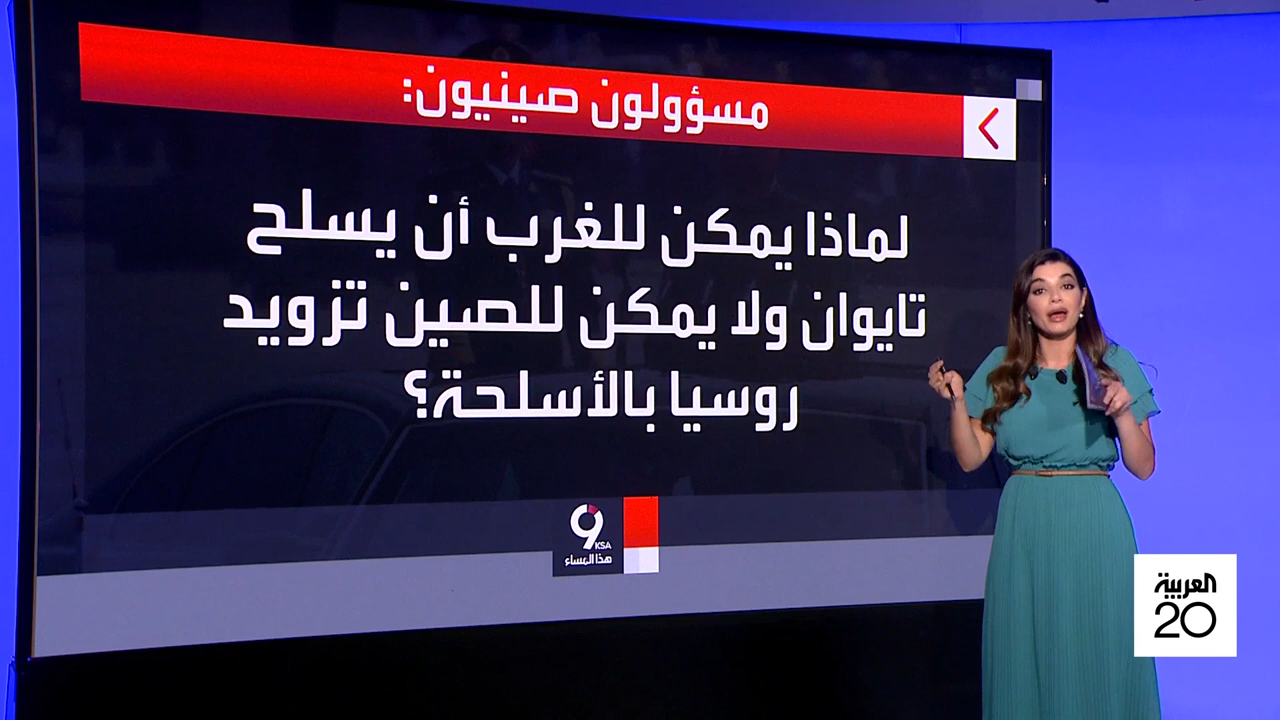 مسؤولون صينيون:
لماذا يمكن للغرب أن يسلح
تايوان ولا يمكن للصين تزويد
روسيا بالأسلحة؟
9
KSA
هذا المساء
العربية
20